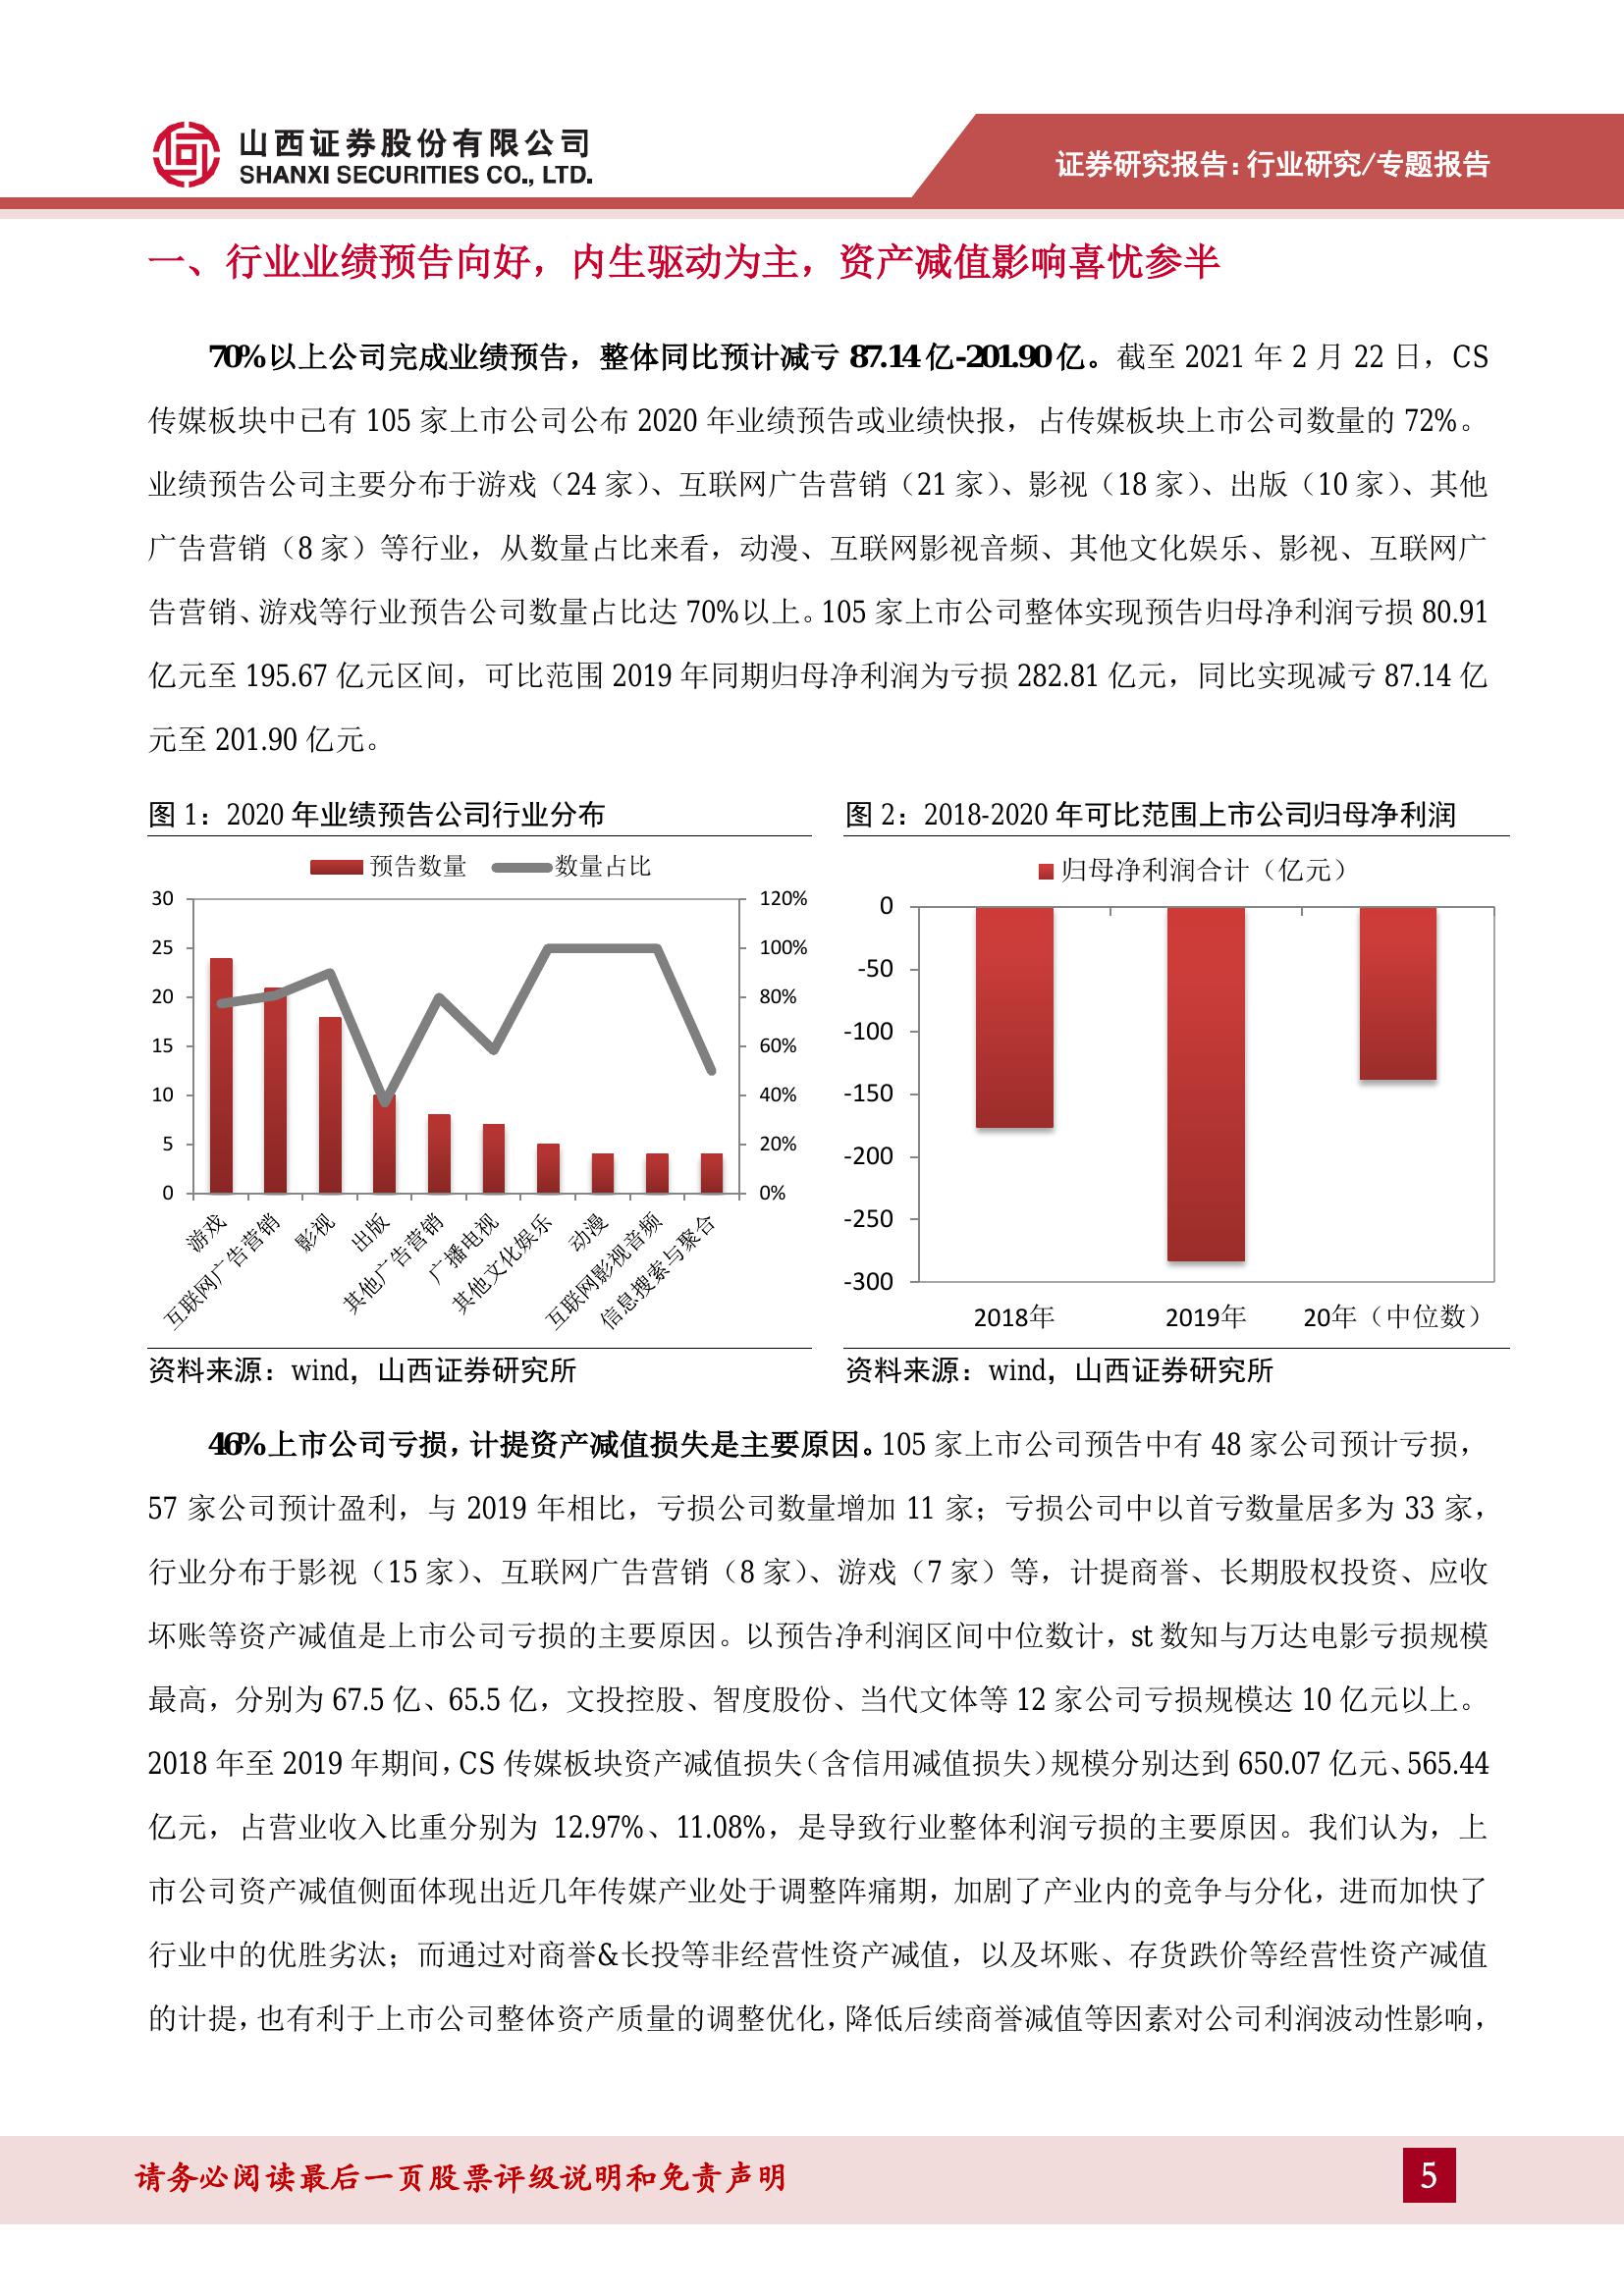 山西证券股份有限公司
SHANXI SECURITIES CO., LTD.
证券研究报告：行业研究/专题报告
一、行业业绩预告向好，内生驱动为主，资产减值影响喜忧参半
70%以上公司完成业绩预告，整体同比预计减亏 87.14 亿-201.90 亿。截至 2021 年 2 月 22 日，CS
传媒板块中已有 105 家上市公司公布 2020 年业绩预告或业绩快报，占传媒板块上市公司数量的 72%。
业绩预告公司主要分布于游戏（24 家）、互联网广告营销（21 家）、影视（18 家）、出版（10 家）、其他
广告营销（8 家）等行业，从数量占比来看，动漫、互联网影视音频、其他文化娱乐、影视、互联网广
告营销、游戏等行业预告公司数量占比达 70%以上。105 家上市公司整体实现预告归母净利润亏损 80.91
亿元至 195.67 亿元区间，可比范围 2019 年同期归母净利润为亏损 282.81 亿元，同比实现减亏 87.14 亿
元至 201.90 亿元。
图 1：2020 年业绩预告公司行业分布
预告数量 数量占比
30 120%
25 100%
20 80%
15 60%
10 40%
5 20%
0 0%
游戏
互联网广告营销
影视
出版
其他广告营销
广播电视
其他文化娱乐
动漫
互联网影视音频
信息搜索与聚合
资料来源：wind，山西证券研究所
图 2：2018-2020 年可比范围上市公司归母净利润
归母净利润合计（亿元）
0
-50
-100
-150
-200
-250
-300
2018年 2019年 20年（中位数）
资料来源：wind，山西证券研究所
46%上市公司亏损，计提资产减值损失是主要原因。105 家上市公司预告中有 48 家公司预计亏损，
57 家公司预计盈利，与 2019 年相比，亏损公司数量增加 11 家；亏损公司中以首亏数量居多为 33 家，
行业分布于影视（15 家）、互联网广告营销（8 家）、游戏（7 家）等，计提商誉、长期股权投资、应收
坏账等资产减值是上市公司亏损的主要原因。以预告净利润区间中位数计，st 数知与万达电影亏损规模
最高，分别为 67.5 亿、65.5 亿，文投控股、智度股份、当代文体等 12 家公司亏损规模达 10 亿元以上。
2018 年至 2019 年期间，CS 传媒板块资产减值损失（含信用减值损失）规模分别达到 650.07 亿元、565.44
亿元，占营业收入比重分别为 12.97%、11.08%，是导致行业整体利润亏损的主要原因。我们认为，上
市公司资产减值侧面体现出近几年传媒产业处于调整阵痛期，加剧了产业内的竞争与分化，进而加快了
行业中的优胜劣汰；而通过对商誉&长投等非经营性资产减值，以及坏账、存货跌价等经营性资产减值
的计提，也有利于上市公司整体资产质量的调整优化，降低后续商誉减值等因素对公司利润波动性影响，
请务必阅读最后一页股票评级说明和免责声明
5